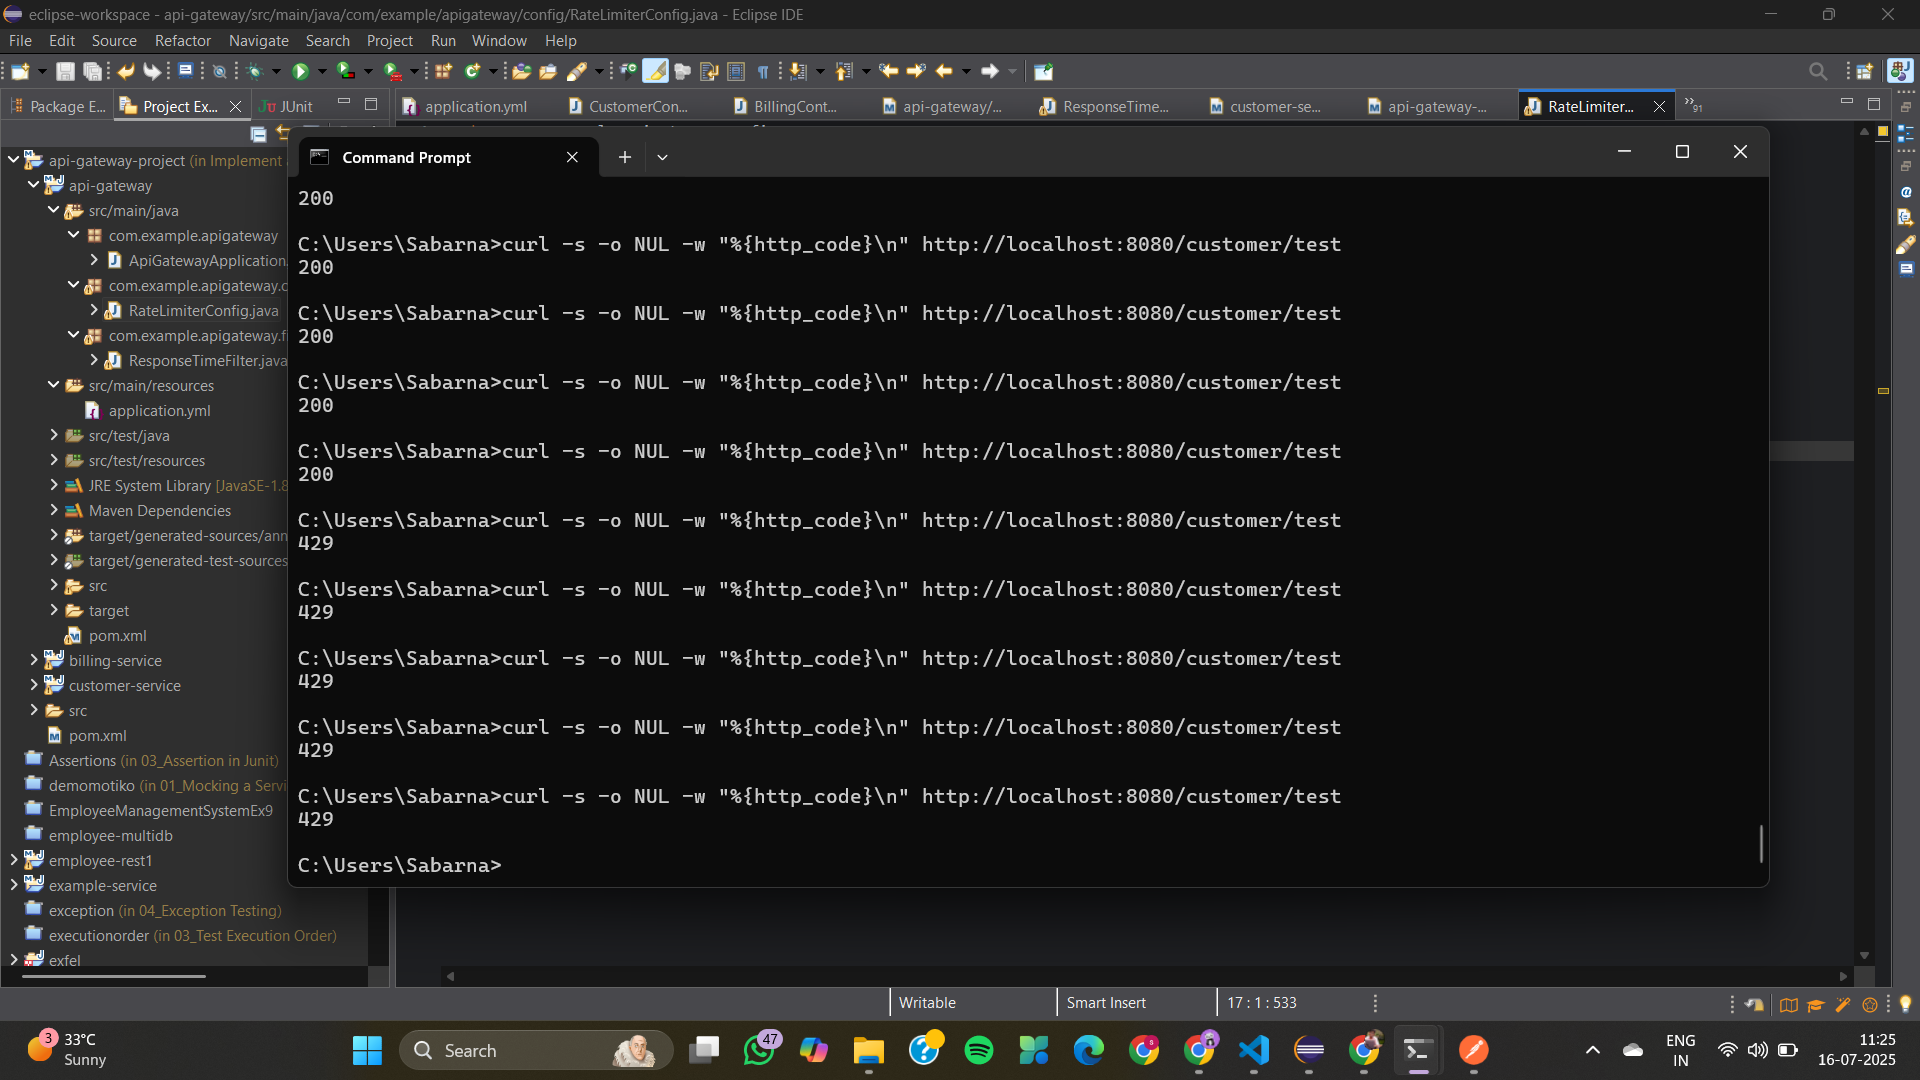 eclipse-workspace - api-gateway/src/main/java/com/example/apigateway/config/RateLimiterConfig.java - Eclipse IDE
File Edit Source Refactor Navigate Search Project Run Window Help
Package E... Project Ex... JUnit application.yml CustomerCon... BillingCont... api-gateway/... ResponseTime... customer-se... api-gateway-... RateLimiter... »91
api-gateway-project (in Implement
api-gateway
src/main/java
com.example.apigateway
ApiGatewayApplication.
com.example.apigateway.c
RateLimiterConfig.java
com.example.apigateway.f
ResponseTimeFilter.java
src/main/resources
application.yml
src/test/java
src/test/resources
JRE System Library [JavaSE-1.8
Maven Dependencies
target/generated-sources/ann
target/generated-test-sources
src
target
pom.xml
billing-service
customer-service
src
pom.xml
Assertions (in 03_Assertion in Junit)
demomotiko (in 01_Mocking a Servi
EmployeeManagementSystemEx9
employee-multidb
employee-rest1
example-service
exception (in 04_Exception Testing)
executionorder (in 03_Test Execution Order)
exfel
Command Prompt
200
C:\Users\Sabarna>curl -s -o NUL -w "%{http_code}\n" http://localhost:8080/customer/test
200
C:\Users\Sabarna>curl -s -o NUL -w "%{http_code}\n" http://localhost:8080/customer/test
200
C:\Users\Sabarna>curl -s -o NUL -w "%{http_code}\n" http://localhost:8080/customer/test
200
C:\Users\Sabarna>curl -s -o NUL -w "%{http_code}\n" http://localhost:8080/customer/test
200
C:\Users\Sabarna>curl -s -o NUL -w "%{http_code}\n" http://localhost:8080/customer/test
429
C:\Users\Sabarna>curl -s -o NUL -w "%{http_code}\n" http://localhost:8080/customer/test
429
C:\Users\Sabarna>curl -s -o NUL -w "%{http_code}\n" http://localhost:8080/customer/test
429
C:\Users\Sabarna>curl -s -o NUL -w "%{http_code}\n" http://localhost:8080/customer/test
429
C:\Users\Sabarna>curl -s -o NUL -w "%{http_code}\n" http://localhost:8080/customer/test
429
C:\Users\Sabarna>
Writable Smart Insert 17 : 1 : 533
3 33°C
Sunny
Search
47
ENG
IN
11:25
16-07-2025